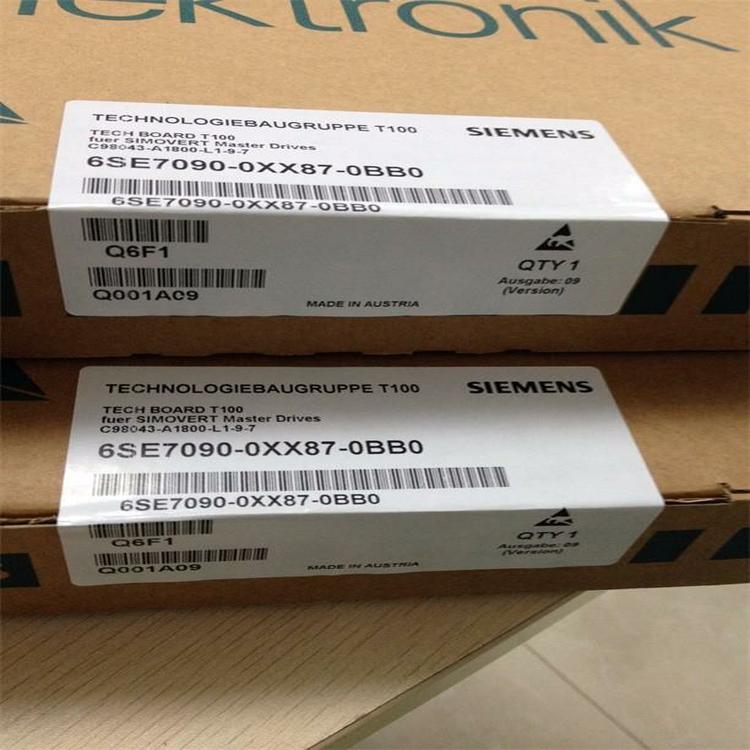 ektronik
TECHNOLOGIEBAUGRUPPE T100
SIEMENS
TECH BOARD T100
fuer SIMOVERT Master Drives
C98043-A1800-L1-9-7
6SE7090-0XX87-0BB0
6SE7090-0XX87-0BB0
Q6F1
QTY 1
Q001A09
Ausgabe: 09
(Version)
MADE IN AUSTRIA
TECHNOLOGIEBAUGRUPPE T100
SIEMENS
TECH BOARD T100
fuer SIMOVERT Master Drives
C98043-A1800-L1-9-7
6SE7090-0XX87-0BB0
6SE7090-0XX87-0BB0
Q6F1
QTY 1
Q001A09
Ausgabe: 09
(Version)
MADE IN AUSTRIA